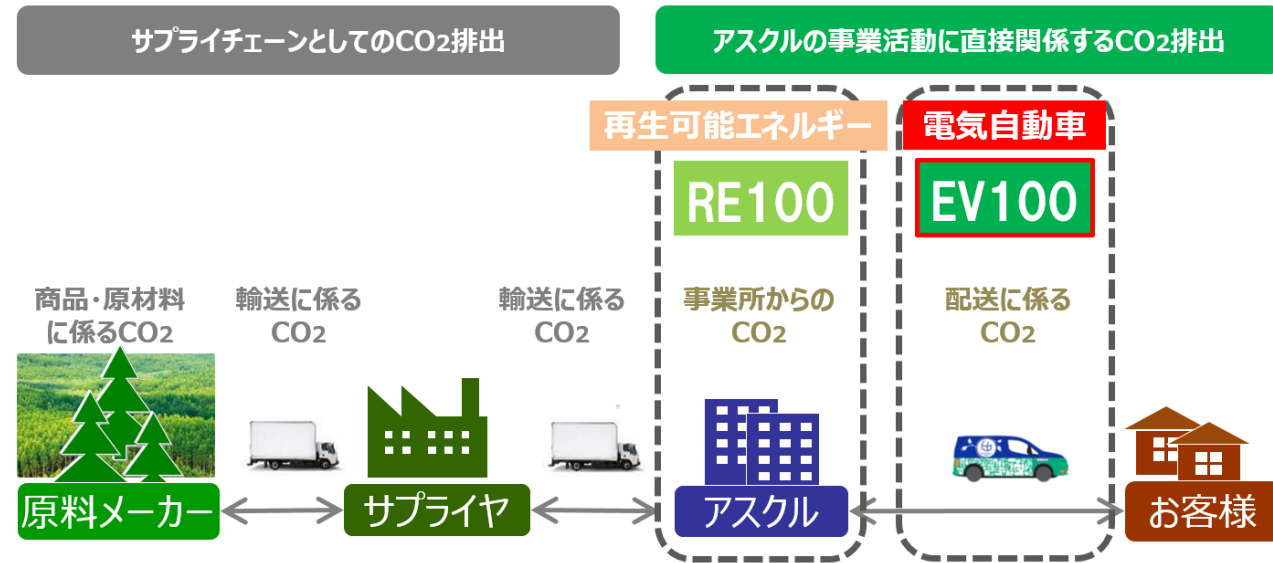 サプライチェーンとしてのCO2排出
アスクルの事業活動に直接関係するCO2排出
再生可能エネルギー
電気自動車
RE100
EV100
商品・原材料
に係るCO2
輸送に係る
CO2
輸送に係る
CO2
事業所からの
CO2
配送に係る
CO2
原料メーカー
サプライヤ
アスクル
お客様